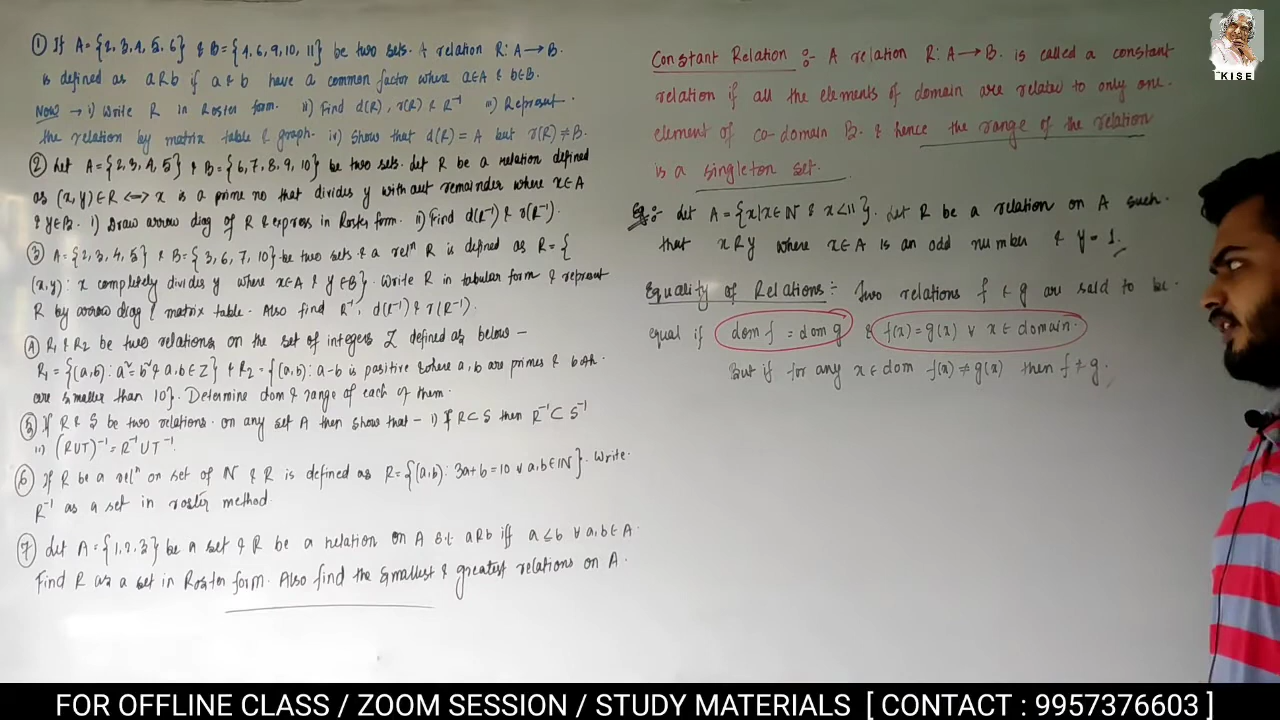 ① If A = {2, 3, 4, 5, 6} & B = {4, 6, 9, 10, 11} be two sets. A relation R: A → B.
is defined as aRb if a & b have a common factor where a∈A & b∈B.
Now → i) Write R in Roster form. ii) Find d(R), r(R) & R⁻¹ iii) Represent
the relation by matrix table & graph. iv) Show that d(R) = A but r(R) ≠ B.
② Let A = {2, 3, 4, 5} & B = {6, 7, 8, 9, 10} be two sets. Let R be a relation defined
as (x, y) ∈ R <=> x is a prime no that divides y with out remainder where x∈A
& y∈B. i) Draw arrow diag of R & express in Roster form. ii) Find d(R⁻¹) & r(R⁻¹).
③ A = {2, 3, 4, 5} & B = {3, 6, 7, 10} be two sets & a relⁿ R is defined as R = {
(x, y): x completely divides y where x∈A & y∈B}. Write R in tabular form & represent
R by arrow diag & matrix table. Also find R⁻¹, d(R⁻¹) & r(R⁻¹).
④ R₁ & R₂ be two relations on the set of integers Z defined as below –
R₁ = {(a, b): a² = b² & a, b ∈ Z} & R₂ = {(a, b): a-b is positive where a, b are primes & both
are smaller than 10}. Determine dom & range of each of them.
⑤ If R & S be two relations on any set A then show that – i) If R⊂S then R⁻¹ ⊂ S⁻¹
ii) (RUT)⁻¹ = R⁻¹ U T⁻¹.
⑥ If R be a relⁿ on set of N & R is defined as R = {(a, b): 3a+b = 10 ∀ a, b ∈ N}. Write
R⁻¹ as a set in roster method
⑦ Let A = {1, 2, 3} be a set & R be a relation on A s.t aRb iff a ≤ b ∀ a, b ∈ A.
Find R as a set in Roster form. Also find the smallest & greatest relations on A.
Constant Relation :- A relation R: A → B. is called a constant
relation if all the elements of domain are related to only one
element of co-domain B. & hence the range of the relation
is a singleton set.
Eg:- Let A = {x | x ∈ N & x < 11}. Let R be a relation on A such
that xRy where x∈A is an odd number & y = 1.
Equality of Relations :- Two relations f & g are said to be
equal if dom f = dom g & f(x) = g(x) ∀ x ∈ domain.
But if for any x ∈ dom f(x) ≠ g(x) then f ≠ g.
KISE
FOR OFFLINE CLASS / ZOOM SESSION / STUDY MATERIALS [ CONTACT : 9957376603 ]